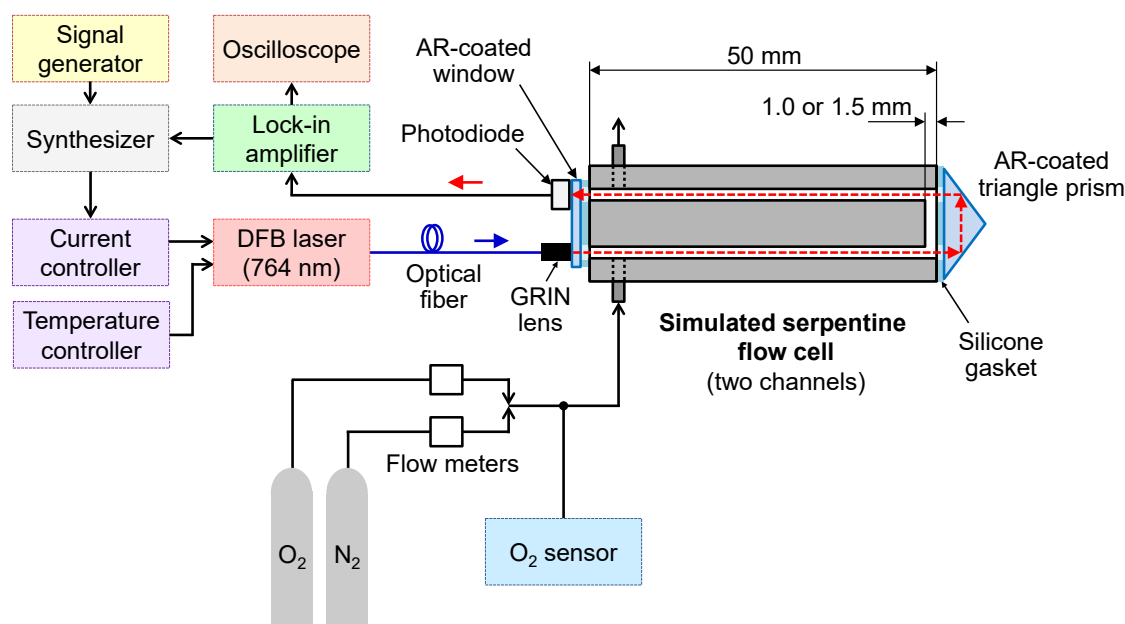 Signal
generator
Oscilloscope
AR-coated
window
50 mm
1.0 or 1.5 mm
Synthesizer
Lock-in
amplifier
Photodiode
AR-coated
triangle prism
Current
controller
DFB laser
(764 nm)
Optical
fiber
GRIN
lens
Temperature
controller
Simulated serpentine
flow cell
(two channels)
Silicone
gasket
Flow meters
O₂
N₂
O₂ sensor